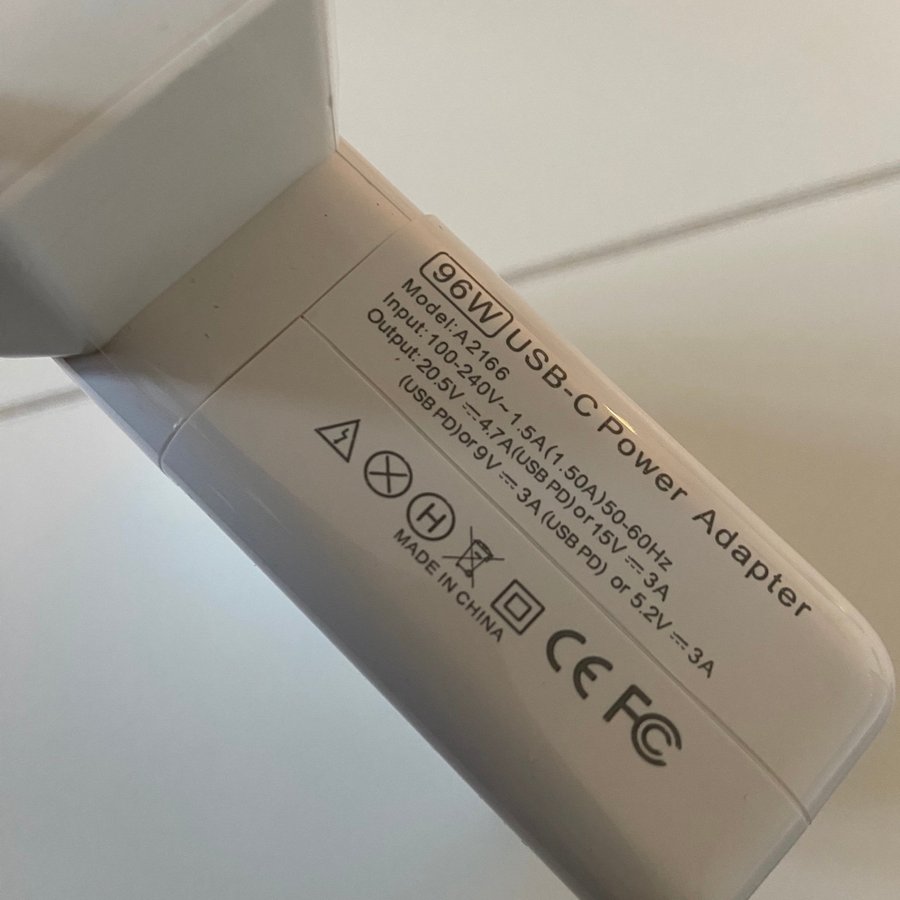 96W USB-C Power Adapter
Model: A2166
Input: 100-240V~ 1.5A(1.50A)50-60Hz
Output: 20.5V⎓4.7A(USB PD)or 15V⎓3A
(USB PD)or 9V⎓3A (USB PD) or 5.2V⎓3A
H
MADE IN CHINA
CE FC